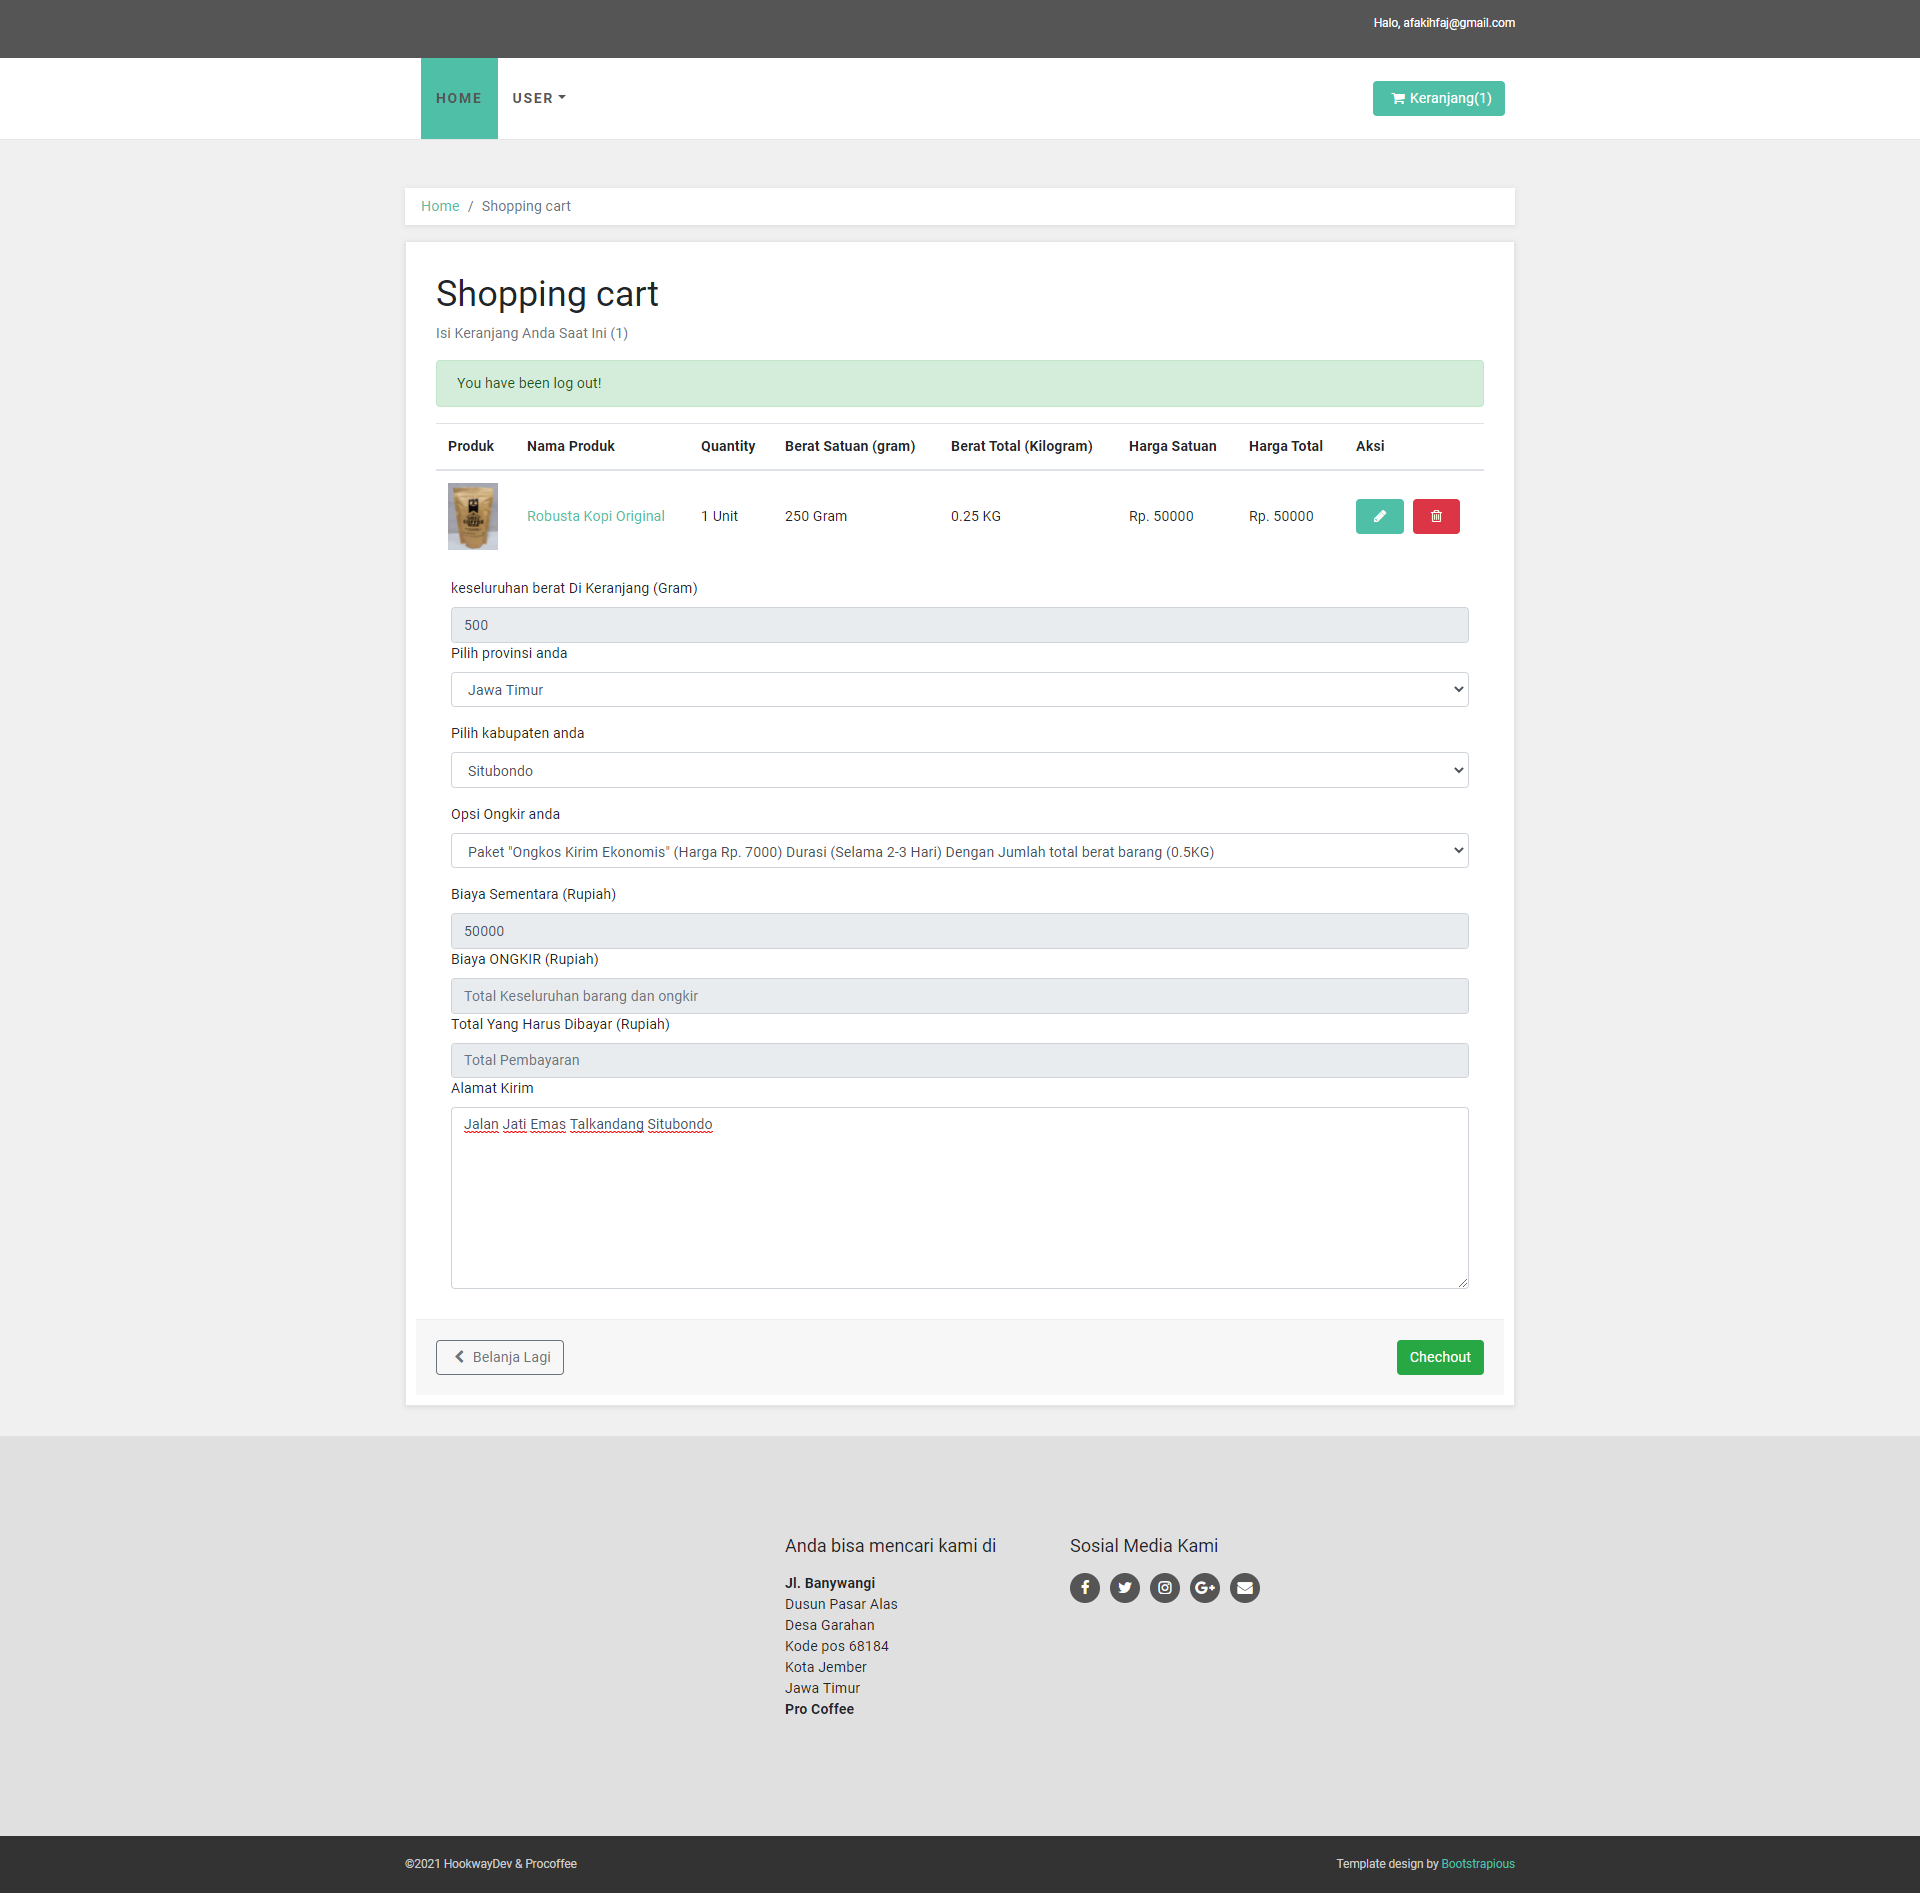 Halo, afakihfaj@gmail.com
HOME USER Keranjang(1)
Home / Shopping cart
Shopping cart
Isi Keranjang Anda Saat Ini (1)
You have been log out!
Produk Nama Produk Quantity Berat Satuan (gram) Berat Total (Kilogram) Harga Satuan Harga Total Aksi
COFFEE
Robusta Kopi Original 1 Unit 250 Gram 0.25 KG Rp. 50000 Rp. 50000
keseluruhan berat Di Keranjang (Gram)
500
Pilih provinsi anda
Jawa Timur
Pilih kabupaten anda
Situbondo
Opsi Ongkir anda
Paket "Ongkos Kirim Ekonomis" (Harga Rp. 7000) Durasi (Selama 2-3 Hari) Dengan Jumlah total berat barang (0.5KG)
Biaya Sementara (Rupiah)
50000
Biaya ONGKIR (Rupiah)
Total Keseluruhan barang dan ongkir
Total Yang Harus Dibayar (Rupiah)
Total Pembayaran
Alamat Kirim
Jalan Jati Emas Talkandang Situbondo
Belanja Lagi Chechout
Anda bisa mencari kami di
Jl. Banywangi
Dusun Pasar Alas
Desa Garahan
Kode pos 68184
Kota Jember
Jawa Timur
Pro Coffee
Sosial Media Kami
©2021 HookwayDev & Procoffee
Template design by Bootstrapious